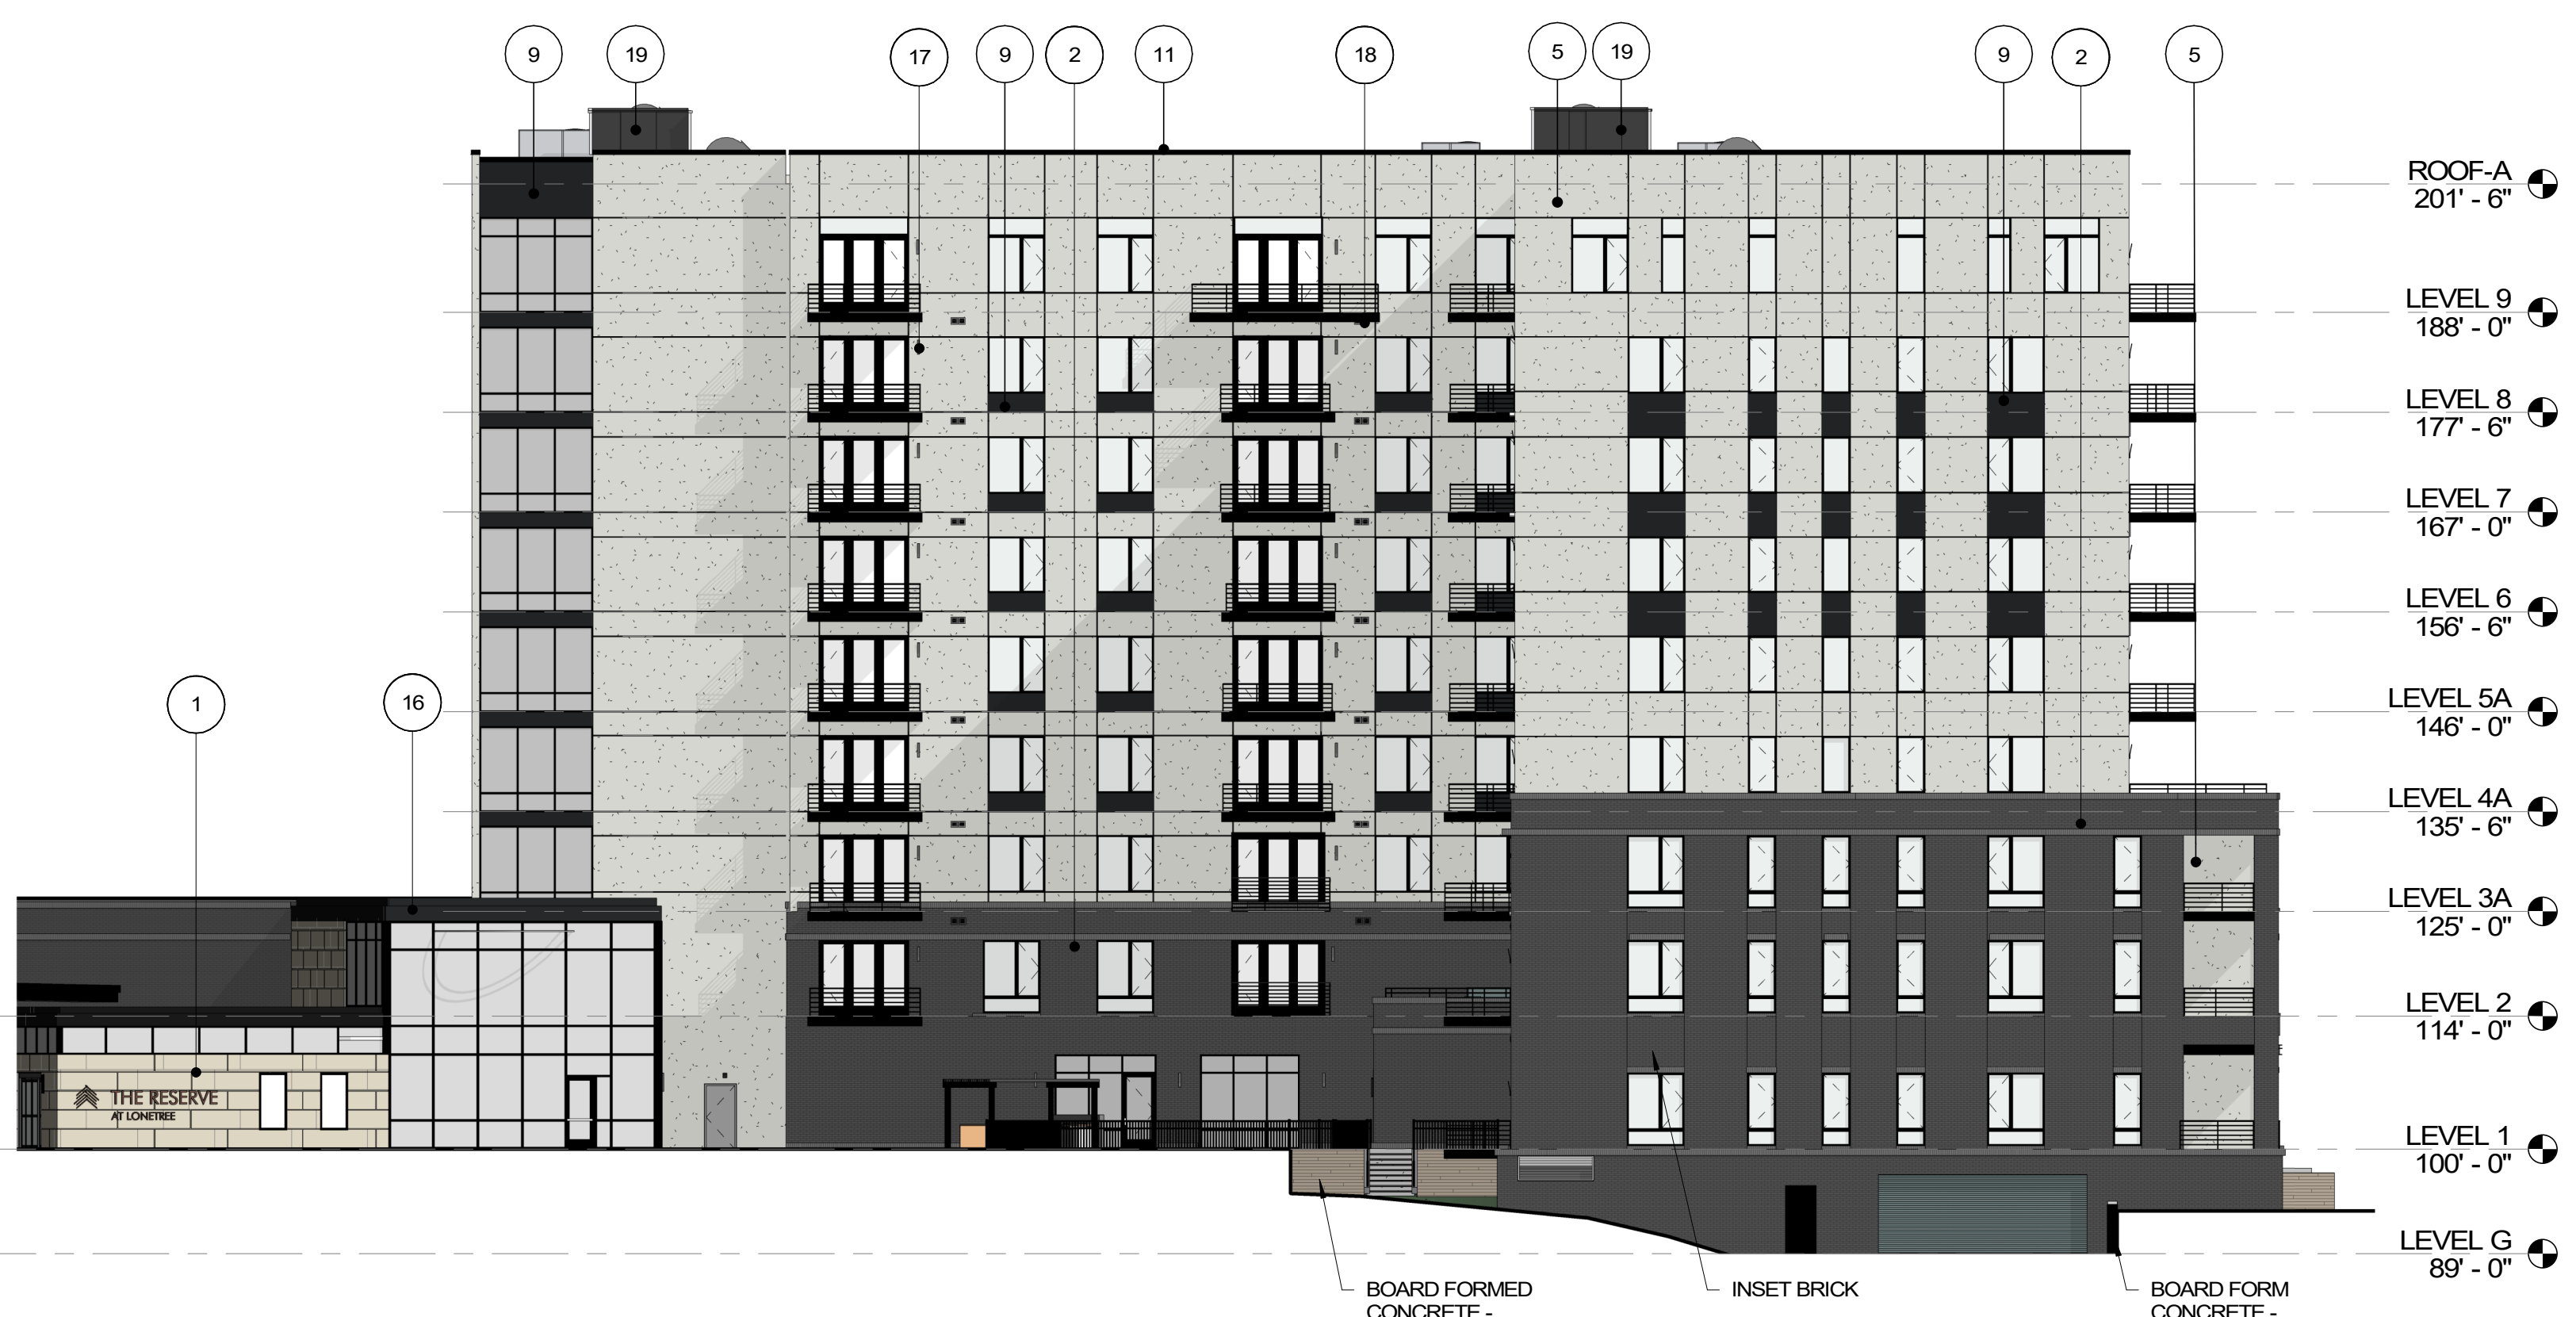 9
19
17
9
2
11
18
5
19
9
2
5
ROOF-A
201' - 6"
LEVEL 9
188' - 0"
LEVEL 8
177' - 6"
LEVEL 7
167' - 0"
LEVEL 6
156' - 6"
1
16
LEVEL 5A
146' - 0"
LEVEL 4A
135' - 6"
LEVEL 3A
125' - 0"
LEVEL 2
114' - 0"
THE RESERVE
AT LONETREE
LEVEL 1
100' - 0"
LEVEL G
89' - 0"
BOARD FORMED
CONCRETE -
INSET BRICK
BOARD FORM
CONCRETE -